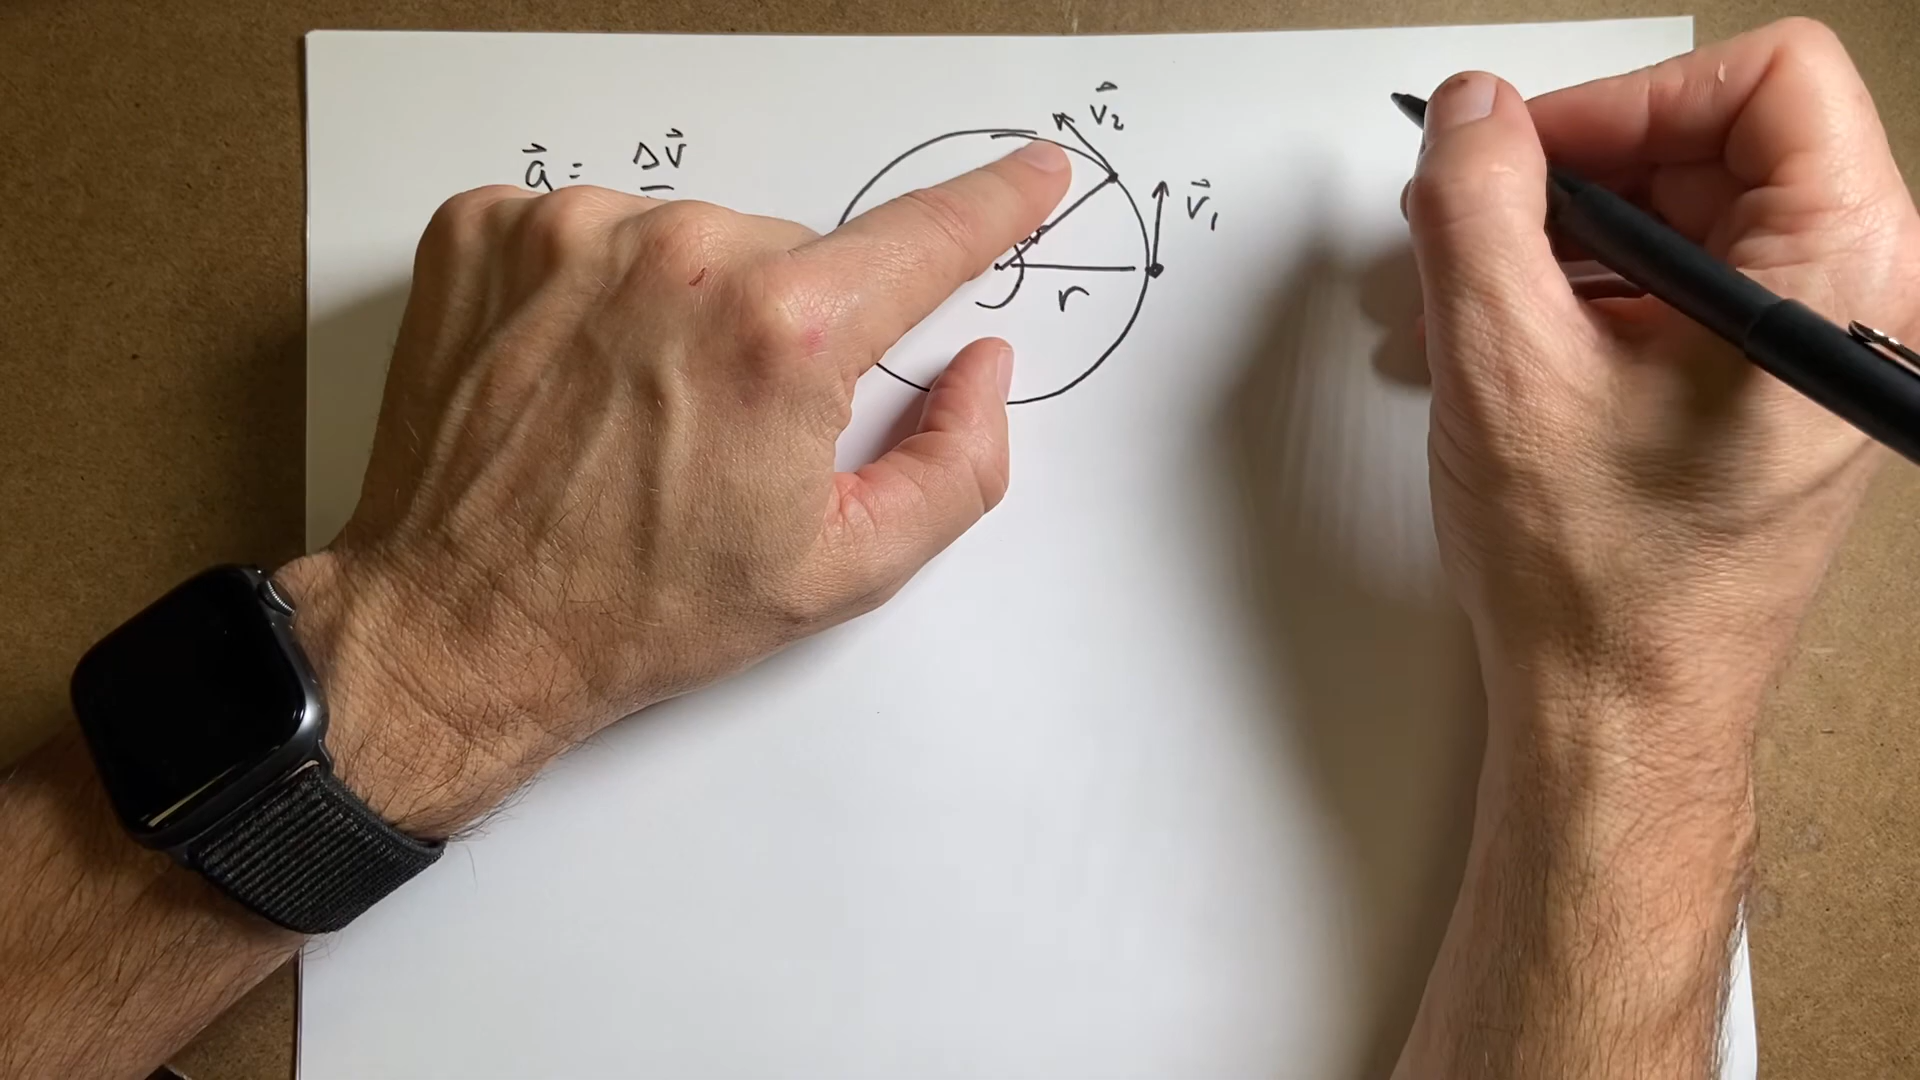 a⃗ = Δv⃗
v⃗₂
v⃗₁
r